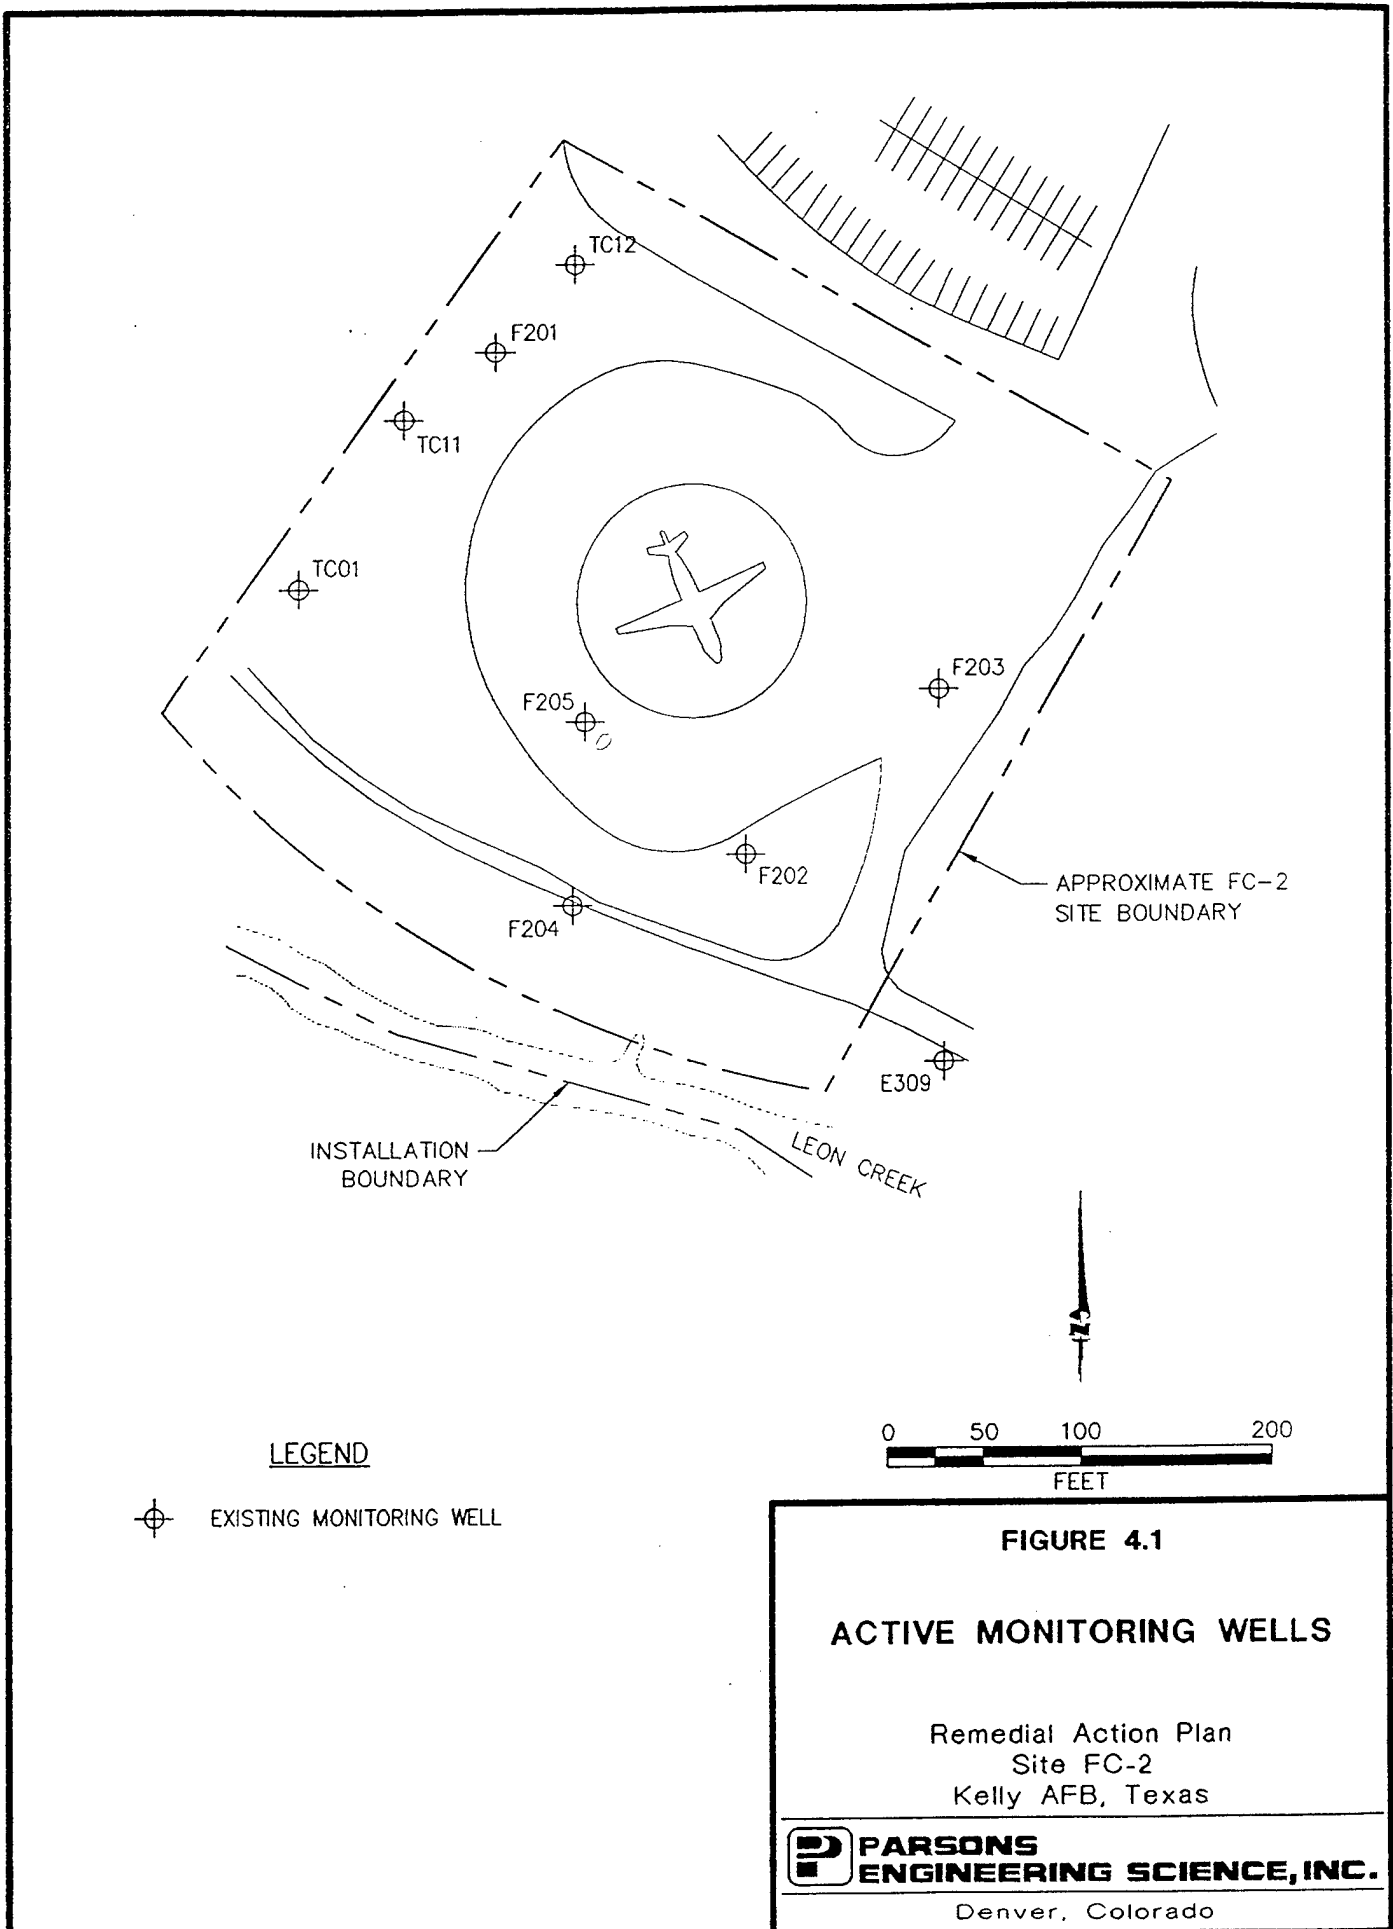 TC12
F201
TC11
TC01
F203
F205
F202
F204
APPROXIMATE FC-2
SITE BOUNDARY
E309
INSTALLATION
BOUNDARY
LEON CREEK
N
0 50 100 200
FEET
LEGEND
EXISTING MONITORING WELL
FIGURE 4.1
ACTIVE MONITORING WELLS
Remedial Action Plan
Site FC-2
Kelly AFB, Texas
PARSONS
ENGINEERING SCIENCE, INC.
Denver, Colorado